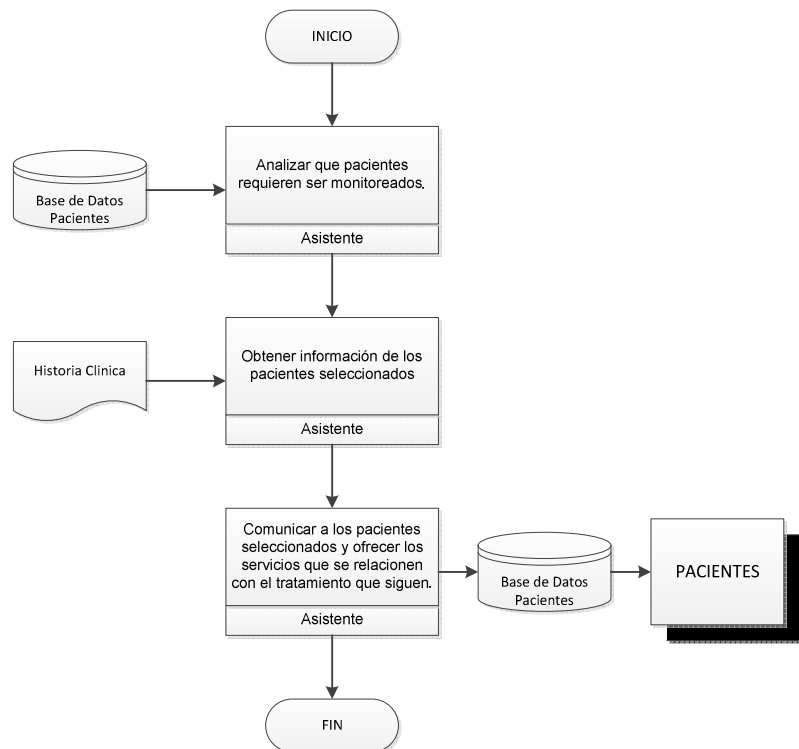 INICIO
Analizar que pacientes
requieren ser monitoreados.
Asistente
Base de Datos
Pacientes
Obtener información de los
pacientes seleccionados
Asistente
Historia Clinica
Comunicar a los pacientes
seleccionados y ofrecer los
servicios que se relacionen
con el tratamiento que siguen.
Asistente
Base de Datos
Pacientes
PACIENTES
FIN